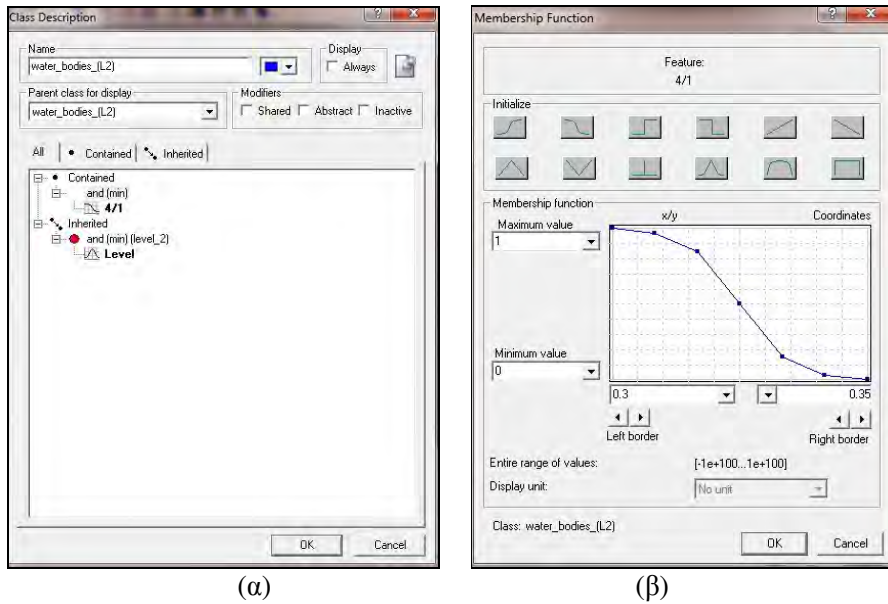 Class Description
Name
water_bodies_(L2)
Display
Always
Parent class for display
water_bodies_(L2)
Modifiers
Shared Abstract Inactive
All Contained Inherited
Contained
and (min)
4/1
Inherited
and (min) (level_2)
Level
OK Cancel
(α)
Membership Function
Feature:
4/1
Initialize
Membership function
Maximum value x/y Coordinates
1
Minimum value
0
0.3 0.35
Left border Right border
Entire range of values: [-1e+100...1e+100]
Display unit: No unit
Class: water_bodies_(L2)
OK Cancel
(β)